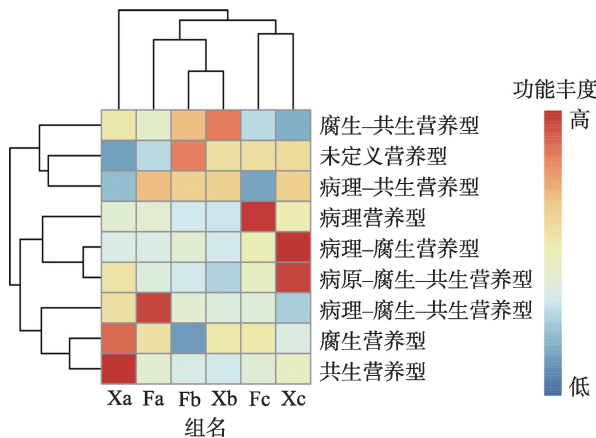 功能丰度
高
低
腐生–共生营养型
未定义营养型
病理–共生营养型
病理营养型
病理–腐生营养型
病原–腐生–共生营养型
病理–腐生–共生营养型
腐生营养型
共生营养型
Xa Fa Fb Xb Fc Xc
组名